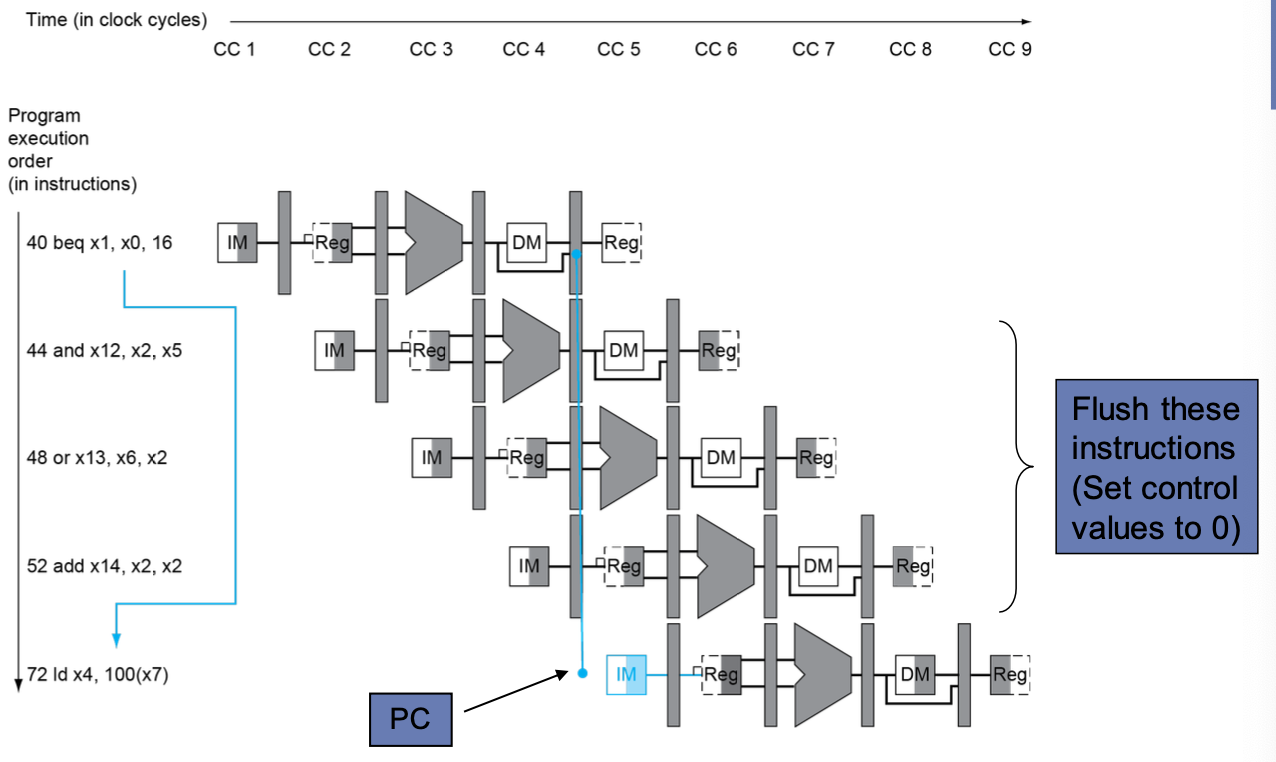 Time (in clock cycles)
CC 1 CC 2 CC 3 CC 4 CC 5 CC 6 CC 7 CC 8 CC 9
Program
execution
order
(in instructions)
40 beq x1, x0, 16
IM Reg DM Reg
44 and x12, x2, x5
IM Reg DM Reg
48 or x13, x6, x2
IM Reg DM Reg
52 add x14, x2, x2
IM Reg DM Reg
72 ld x4, 100(x7)
IM Reg DM Reg
PC
Flush these
instructions
(Set control
values to 0)